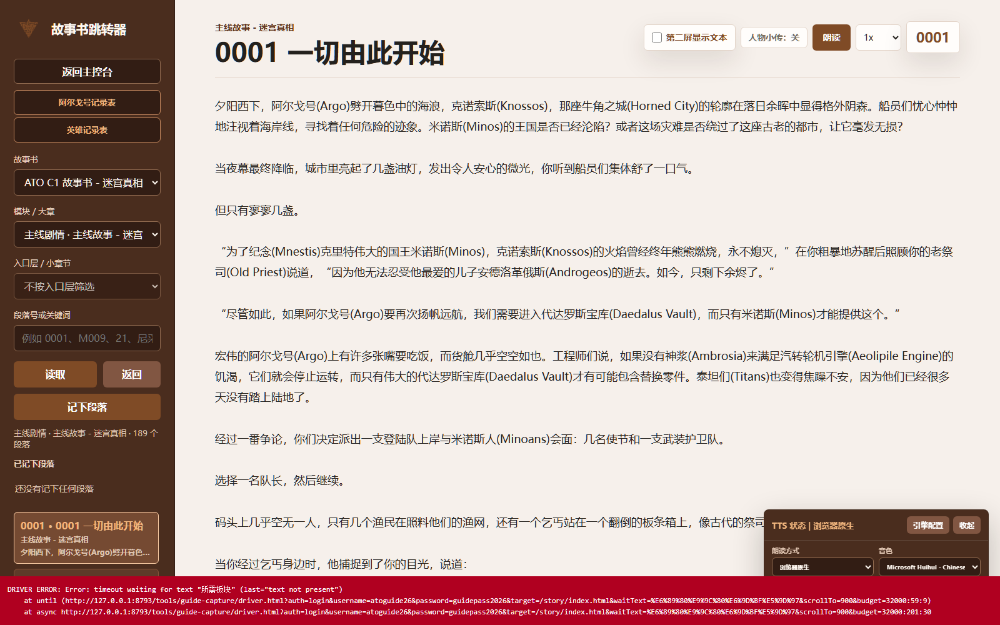 故事书跳转器
返回主控台
阿尔戈号记录表
英雄记录表
故事书
ATO C1 故事书 - 迷宫真相
模块 / 大章
主线剧情 · 主线故事 - 迷宫
入口层 / 小章节
不按入口层筛选
段落号或关键词
例如 0001、M009、21、尼采
读取
返回
记下段落
主线剧情 · 主线故事 - 迷宫真相 · 189 个
段落
已记下段落
还没有记下任何段落
0001 • 0001 一切由此开始
主线故事 - 迷宫真相
夕阳西下，阿尔戈号(Argo)劈开暮色...
主线故事 - 迷宫真相
0001 一切由此开始
第二屏显示文本
人物小传：关
朗读
1x
0001
夕阳西下，阿尔戈号(Argo)劈开暮色中的海浪，克诺索斯(Knossos)，那座牛角之城(Horned City)的轮廓在落日余晖中显得格外阴森。船员们忧心忡忡
地注视着海岸线，寻找着任何危险的迹象。米诺斯(Minos)的王国是否已经沦陷？或者这场灾难是否绕过了这座古老的都市，让它毫发无损？
当夜幕最终降临，城市里亮起了几盏油灯，发出令人安心的微光，你听到船员们集体舒了一口气。
但只有寥寥几盏。
“为了纪念(Mnestis)克里特伟大的国王米诺斯(Minos)，克诺索斯(Knossos)的火焰曾经终年熊熊燃烧，永不熄灭，”在你粗暴地苏醒后照顾你的老祭
司(Old Priest)说道，“因为他无法忍受他最爱的儿子安德洛革俄斯(Androgeos)的逝去。如今，只剩下余烬了。”
“尽管如此，如果阿尔戈号(Argo)要再次扬帆远航，我们需要进入代达罗斯宝库(Daedalus Vault)，而只有米诺斯(Minos)才能提供这个。”
宏伟的阿尔戈号(Argo)上有许多张嘴要吃饭，而货舱几乎空空如也。工程师们说，如果没有神浆(Ambrosia)来满足汽转轮机引擎(Aeolipile Engine)的
饥渴，它们就会停止运转，而只有伟大的代达罗斯宝库(Daedalus Vault)才有可能包含替换零件。泰坦们(Titans)也变得焦躁不安，因为他们已经很多
天没有踏上陆地了。
经过一番争论，你们决定派出一支登陆队上岸与米诺斯人(Minoans)会面：几名使节和一支武装护卫队。
选择一名队长，然后继续。
码头上几乎空无一人，只有几个渔民在照料他们的渔网，还有一个乞丐站在一个翻倒的板条箱上，像古代的祭司
当你经过乞丐身边时，他捕捉到了你的目光，说道：
TTS 状态 | 浏览器原生
引擎配置
收起
朗读方式
音色
浏览器原生
Microsoft Huihui - Chinese
DRIVER ERROR: Error: timeout waiting for text "所需板块" (last="text not present")
at until (http://127.0.0.1:8793/tools/guide-capture/driver.html?auth=login&username=atoguide26&password=guidepass2026&target=/story/index.html&waitText=%E6%89%80%E9%9C%80%E6%9D%BF%E5%9D%97&scrollTo=900&budget=32000:59:9)
at async http://127.0.0.1:8793/tools/guide-capture/driver.html?auth=login&username=atoguide26&password=guidepass2026&target=/story/index.html&waitText=%E6%89%80%E9%9C%80%E6%9D%BF%E5%9D%97&scrollTo=900&budget=32000:201:30